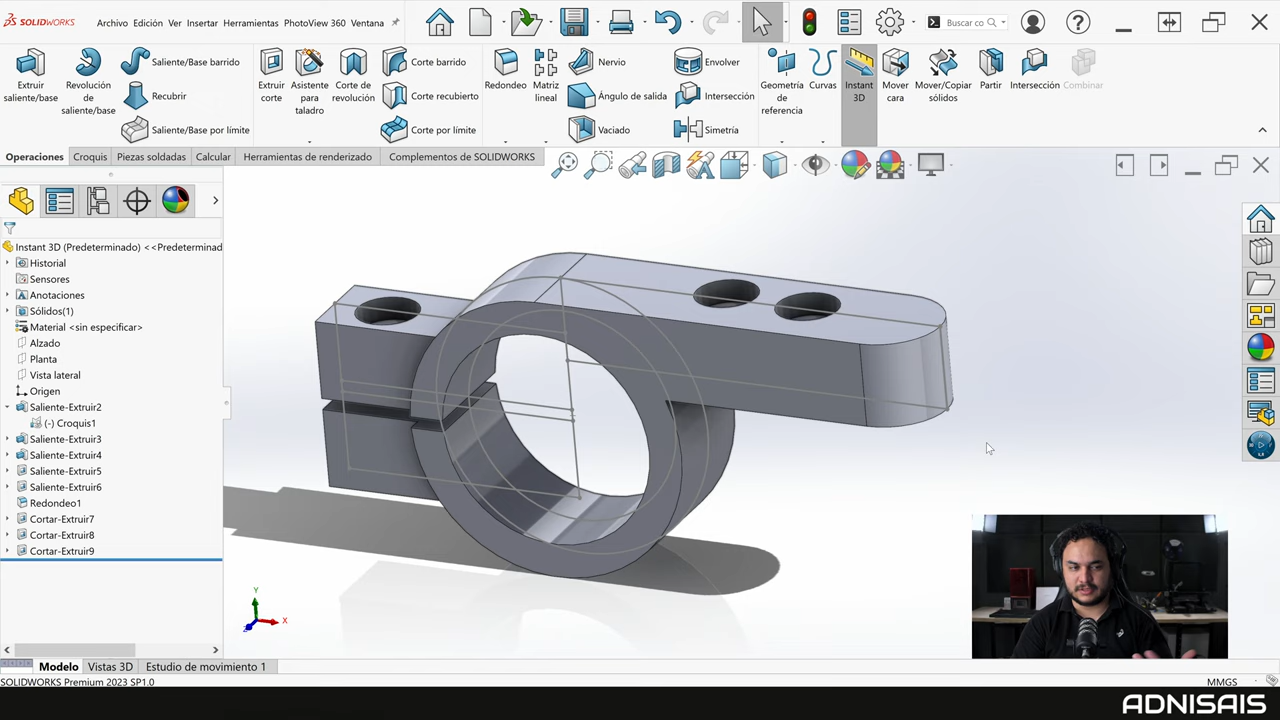 SOLIDWORKS
Archivo
Edición
Ver
Insertar
Herramientas
PhotoView 360
Ventana
Buscar co
Extruir
saliente/base
Revolución
de
saliente/base
Saliente/Base barrido
Recubrir
Saliente/Base por límite
Extruir
corte
Asistente
para
taladro
Corte de
revolución
Corte barrido
Corte recubierto
Corte por límite
Redondeo
Matriz
lineal
Nervio
Ángulo de salida
Vaciado
Envolver
Intersección
Simetría
Geometría
de
referencia
Curvas
Instant
3D
Mover
cara
Mover/Copiar
sólidos
Partir
Intersección
Combinar
Operaciones
Croquis
Piezas soldadas
Calcular
Herramientas de renderizado
Complementos de SOLIDWORKS
Instant 3D (Predeterminado) <<Predeterminad
Historial
Sensores
Anotaciones
Sólidos(1)
Material <sin especificar>
Alzado
Planta
Vista lateral
Origen
Saliente-Extruir2
(-) Croquis1
Saliente-Extruir3
Saliente-Extruir4
Saliente-Extruir5
Saliente-Extruir6
Redondeo1
Cortar-Extruir7
Cortar-Extruir8
Cortar-Extruir9
Y
X
Z
Modelo
Vistas 3D
Estudio de movimiento 1
SOLIDWORKS Premium 2023 SP1.0
MMGS
ADNISAIS